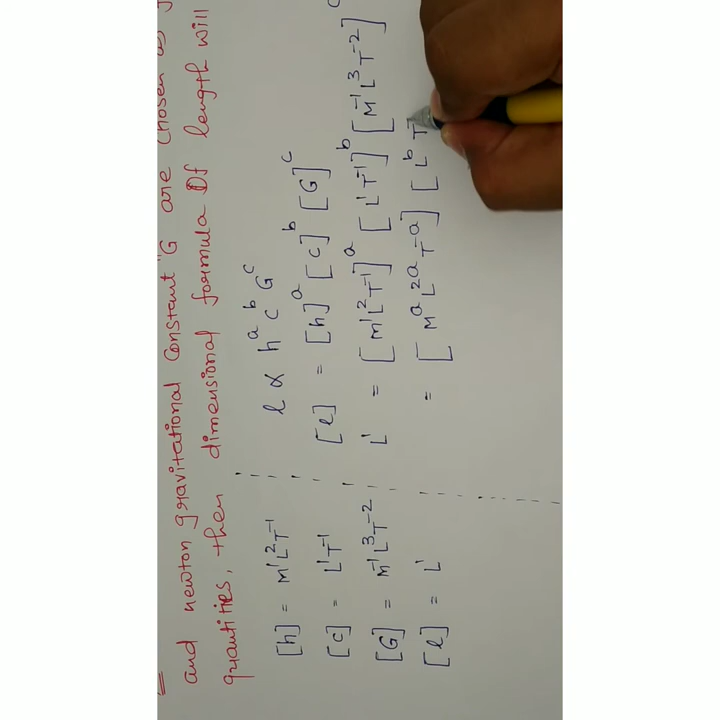 and newton gravitational constant "G are chosen as
quantities, then dimensional formula Of length will
[h] = M¹L²T⁻¹
[c] = L¹T⁻¹
[G] = M⁻¹L³T⁻²
[l] = L¹
l ∝ hᵃ cᵇ Gᶜ
[l] = [h]ᵃ [c]ᵇ [G]ᶜ
L¹ = [M¹L²T⁻¹]ᵃ [L¹T⁻¹]ᵇ [M⁻¹L³T⁻²]ᶜ
= [Mᵃ L²ᵃ T⁻ᵃ] [Lᵇ T⁻